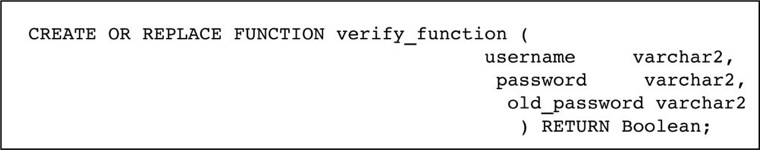 CREATE OR REPLACE FUNCTION verify_function (
username varchar2,
password varchar2,
old_password varchar2
) RETURN Boolean;